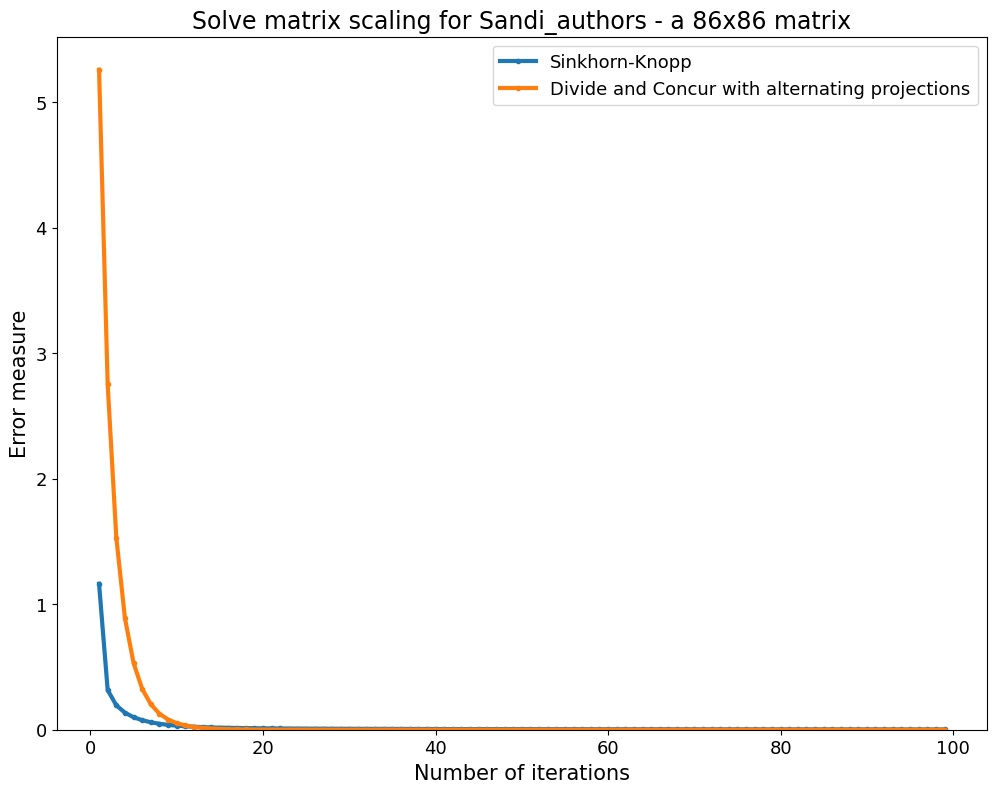 Solve matrix scaling for Sandi_authors - a 86x86 matrix
Sinkhorn-Knopp
Divide and Concur with alternating projections
Error measure
5
4
3
2
1
0
0 20 40 60 80 100
Number of iterations